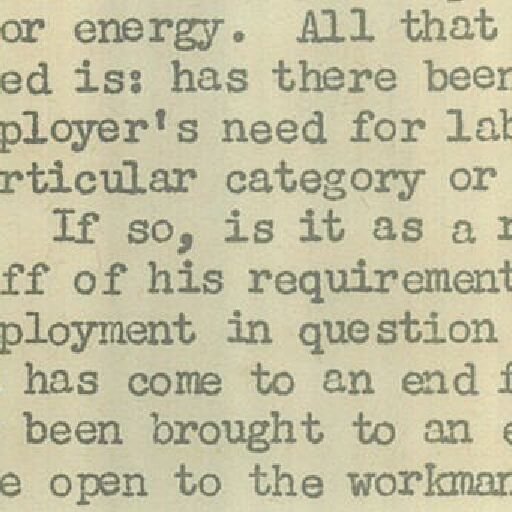 or energy. All that
ed is: has there been
ployer's need for lab
rticular category or
If so, is it as a r
ff of his requirement
ployment in question
has come to an end f
been brought to an e
e open to the workman